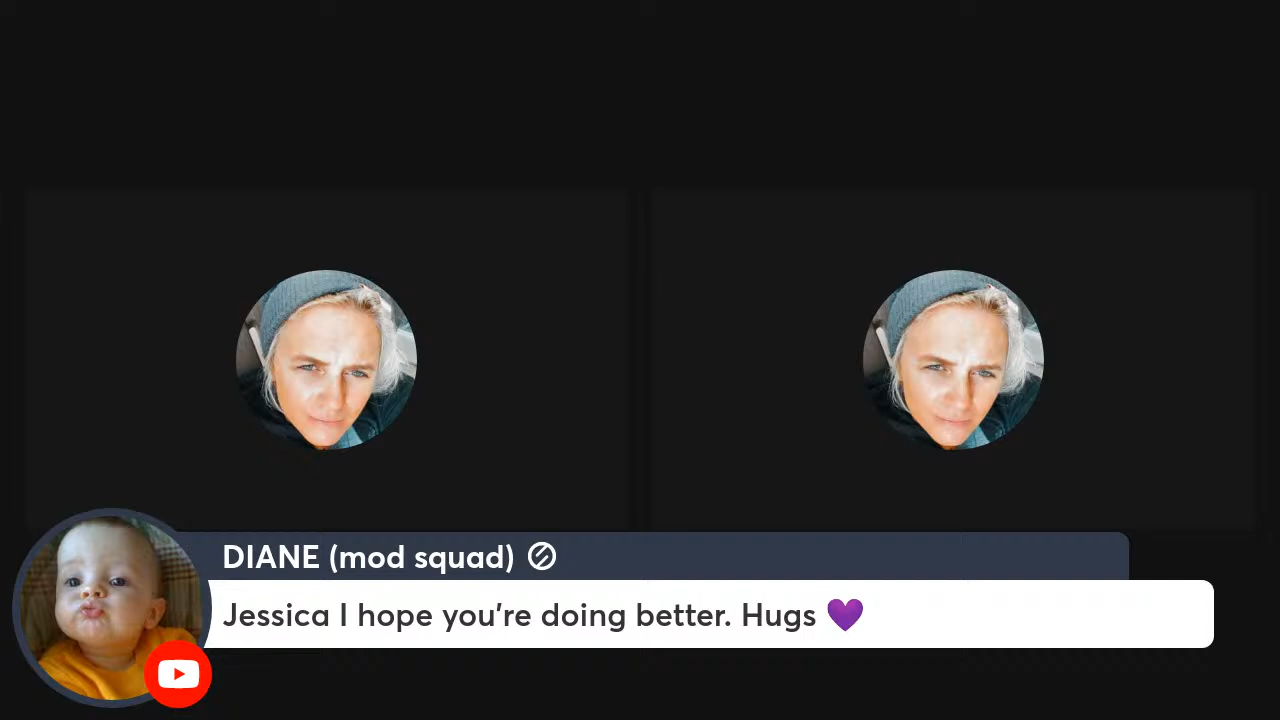 DIANE (mod squad)
Jessica I hope you're doing better. Hugs 💜